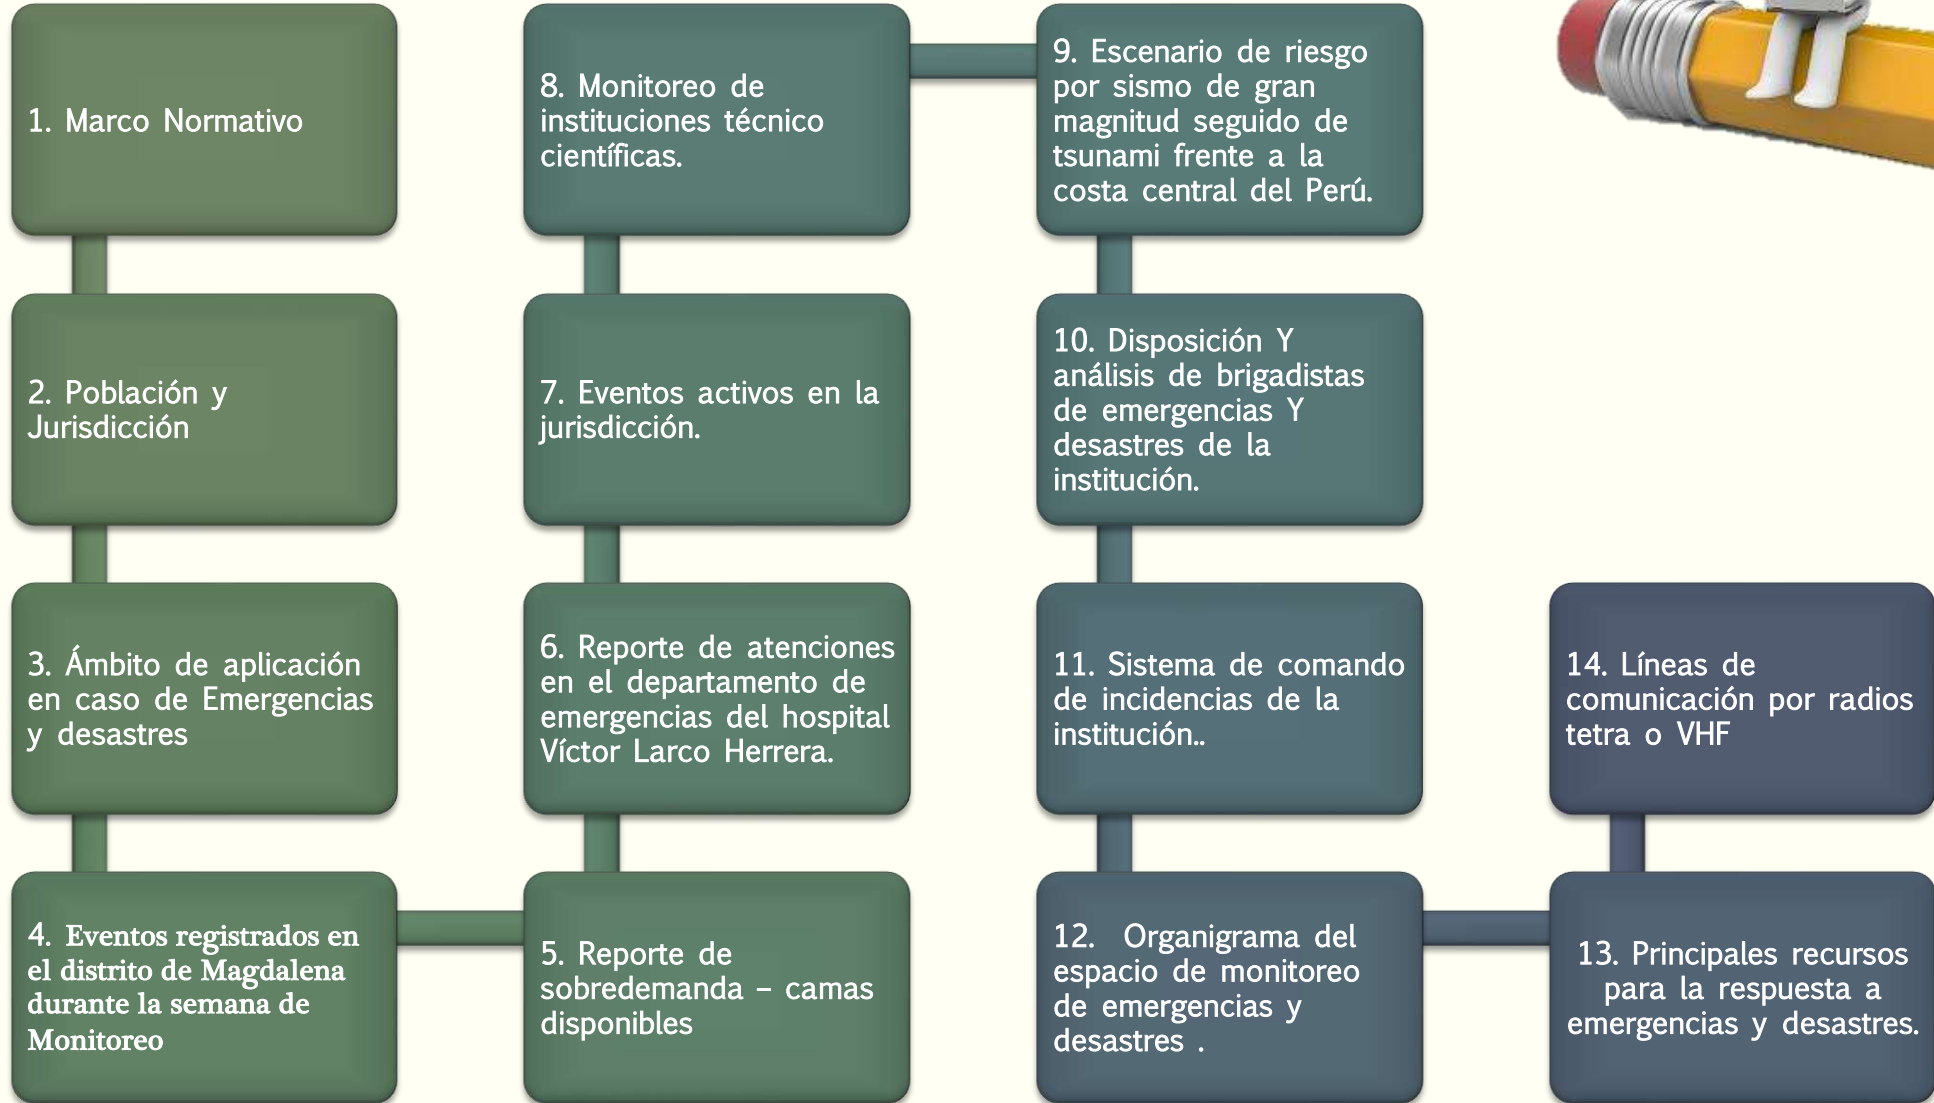 1. Marco Normativo
2. Población y
Jurisdicción
3. Ámbito de aplicación
en caso de Emergencias
y desastres
4. Eventos registrados en
el distrito de Magdalena
durante la semana de
Monitoreo
5. Reporte de
sobredemanda – camas
disponibles
6. Reporte de atenciones
en el departamento de
emergencias del hospital
Víctor Larco Herrera.
7. Eventos activos en la
jurisdicción.
8. Monitoreo de
instituciones técnico
científicas.
9. Escenario de riesgo
por sismo de gran
magnitud seguido de
tsunami frente a la
costa central del Perú.
10. Disposición Y
análisis de brigadistas
de emergencias Y
desastres de la
institución.
11. Sistema de comando
de incidencias de la
institución..
12. Organigrama del
espacio de monitoreo
de emergencias y
desastres .
13. Principales recursos
para la respuesta a
emergencias y desastres.
14. Líneas de
comunicación por radios
tetra o VHF